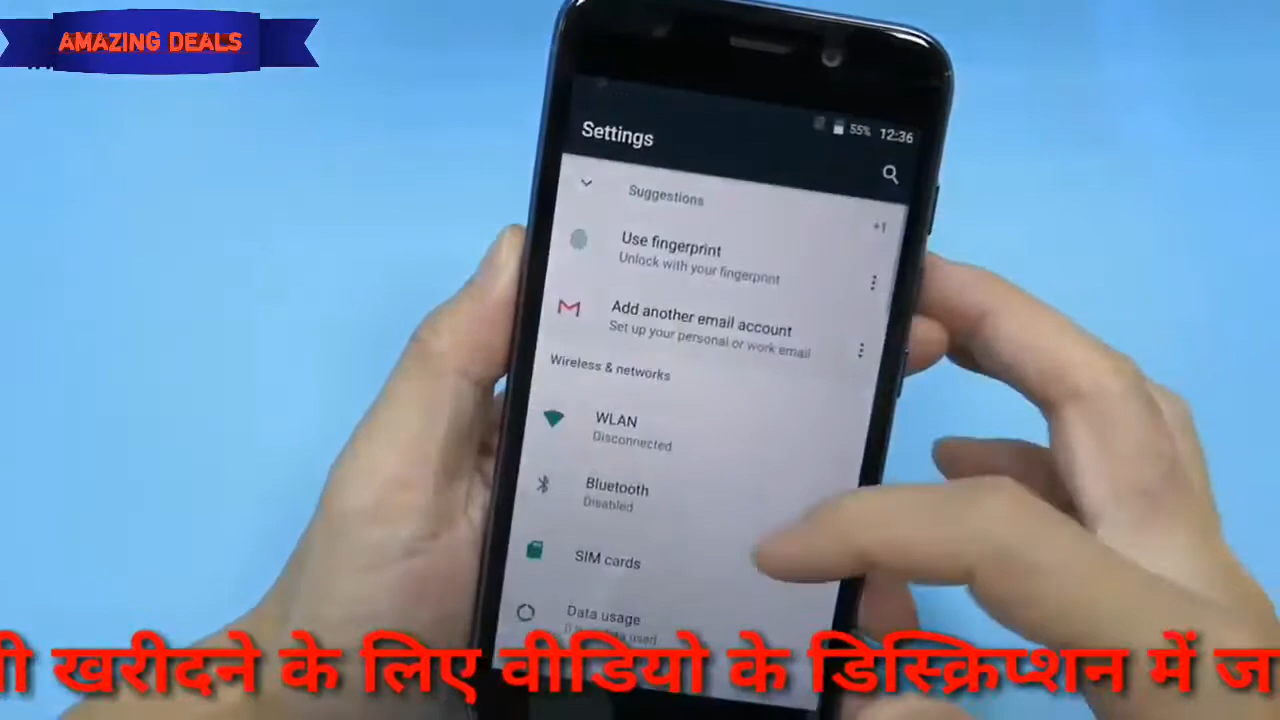 AMAZING DEALS
55% 12:36
Settings
Suggestions
+1
Use fingerprint
Unlock with your fingerprint
Add another email account
Set up your personal or work email
Wireless & networks
WLAN
Disconnected
Bluetooth
Disabled
SIM cards
Data usage
data used
खरीदने के लिए वीडियो के डिस्क्रिप्शन में